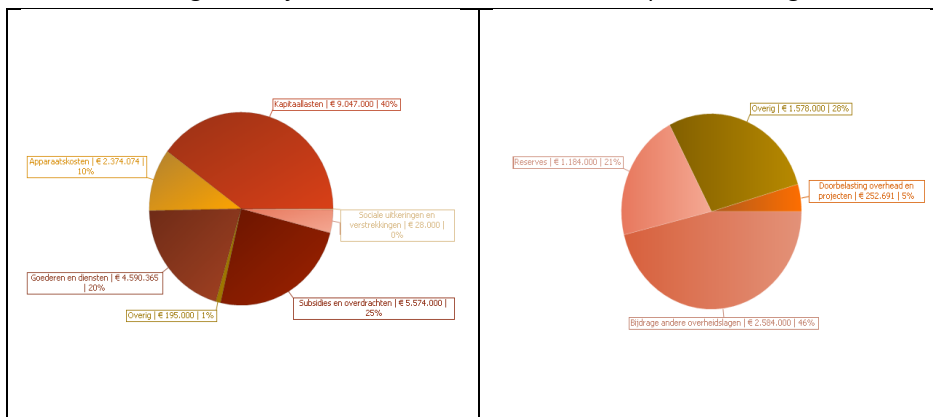 Kapitaallasten | € 9.047.000 | 40%
Apparaatskosten | € 2.374.074 |
10%
Sociale uitkeringen en
verstrekkingen | € 28.000 |
0%
Goederen en diensten | € 4.590.365
| 20%
Subsidies en overdrachten | € 5.574.000 |
25%
Overig | € 195.000 | 1%
Overig | € 1.578.000 | 28%
Reserves | € 1.184.000 | 21%
Doorbelasting overhead en
projecten | € 252.691 | 5%
Bijdrage andere overheidslagen | € 2.584.000 | 46%